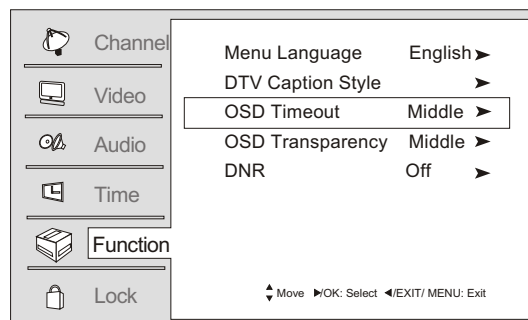 Channel
Video
Audio
Time
Function
Lock
Menu Language English
DTV Caption Style
OSD Timeout Middle
OSD Transparency Middle
DNR Off
Move /OK: Select /EXIT/ MENU: Exit